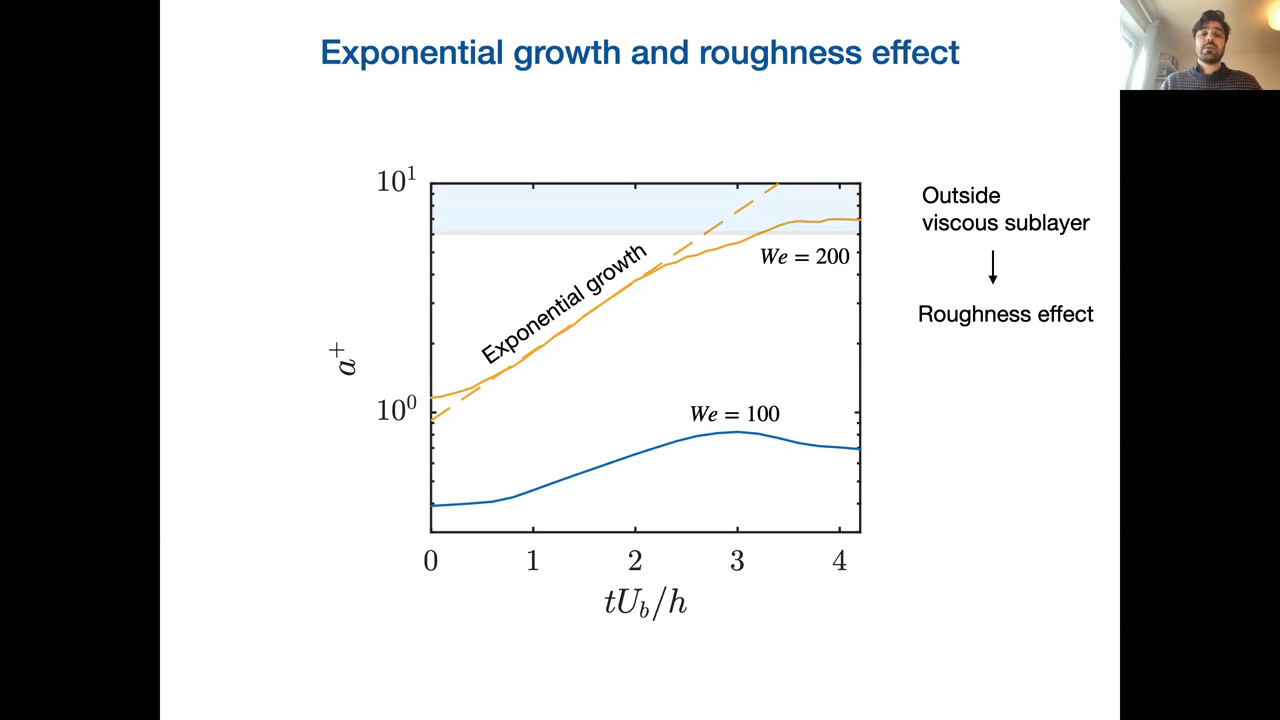 Exponential growth and roughness effect
10¹
Outside
viscous sublayer
We = 200
Exponential growth
Roughness effect
a⁺
10⁰
We = 100
0 1 2 3 4
tU_b/h